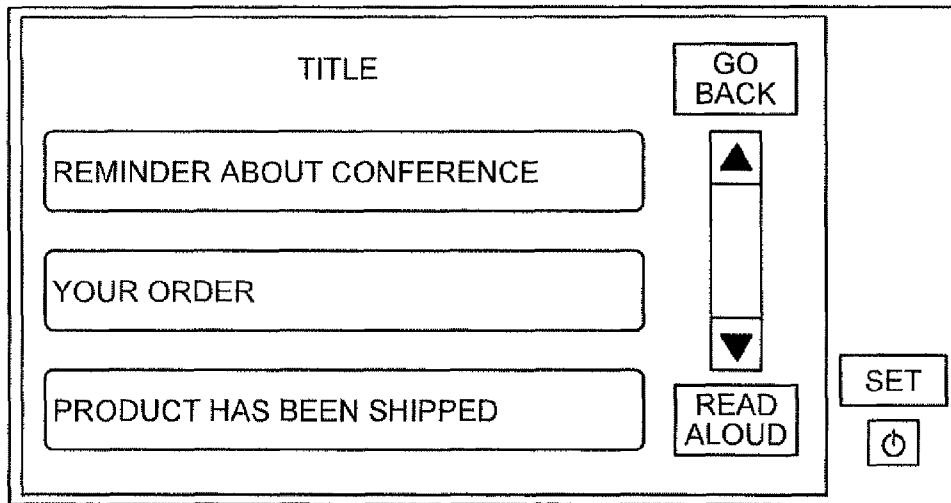 TITLE
GO
BACK
REMINDER ABOUT CONFERENCE
YOUR ORDER
PRODUCT HAS BEEN SHIPPED
READ
ALOUD
SET